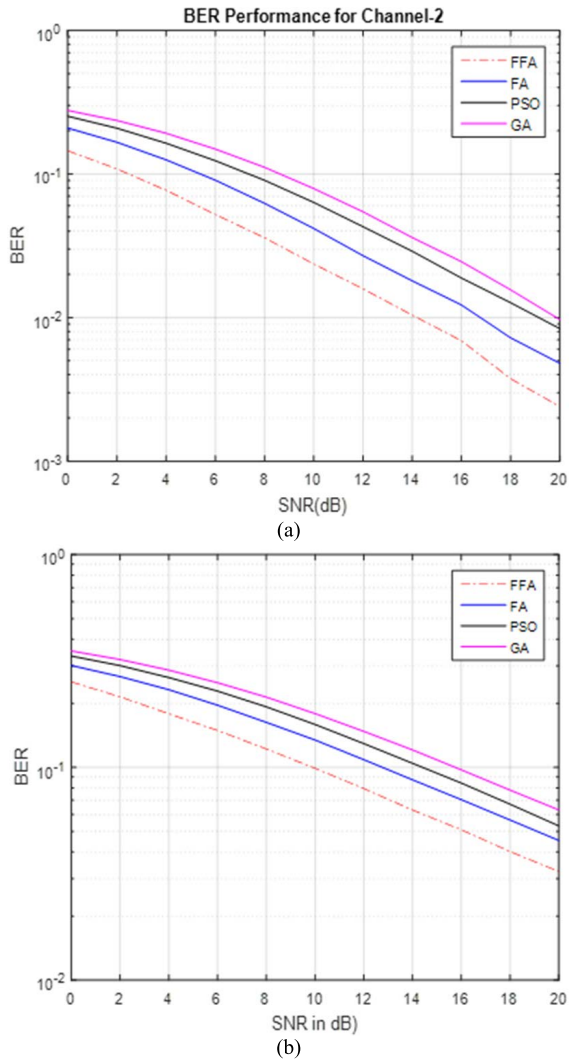 BER Performance for Channel-2
10^0
10^-1
10^-2
10^-3
BER
FFA
FA
PSO
GA
0 2 4 6 8 10 12 14 16 18 20
SNR(dB)
(a)
10^0
10^-1
10^-2
BER
FFA
FA
PSO
GA
0 2 4 6 8 10 12 14 16 18 20
SNR in dB)
(b)